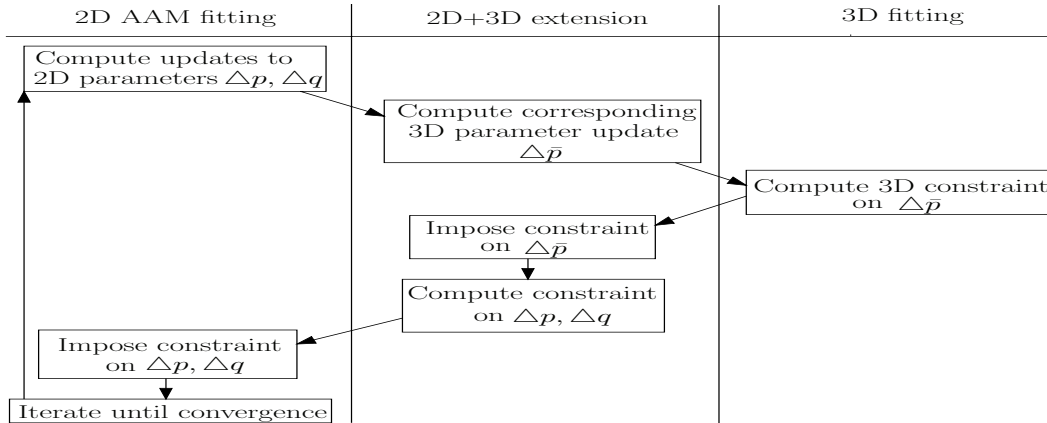 2D AAM fitting
2D+3D extension
3D fitting
Compute updates to
2D parameters △p, △q
Compute corresponding
3D parameter update
△p̄
Compute 3D constraint
on △p̄
Impose constraint
on △p̄
Compute constraint
on △p, △q
Impose constraint
on △p, △q
Iterate until convergence